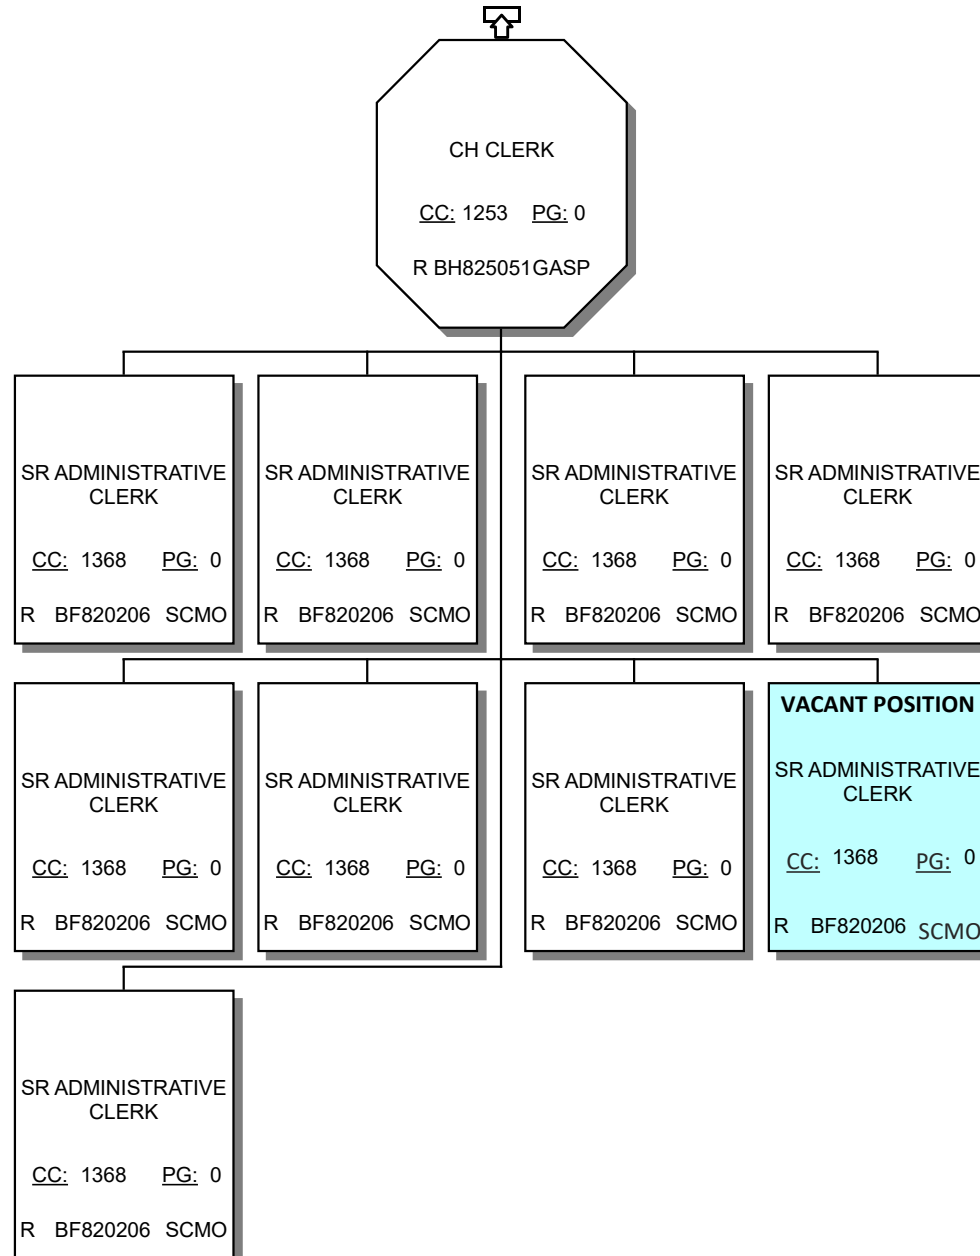 CH CLERK
CC: 1253 PG: 0
R BH825051GASP
SR ADMINISTRATIVE
CLERK
CC: 1368 PG: 0
R BF820206 SCMO
SR ADMINISTRATIVE
CLERK
CC: 1368 PG: 0
R BF820206 SCMO
SR ADMINISTRATIVE
CLERK
CC: 1368 PG: 0
R BF820206 SCMO
SR ADMINISTRATIVE
CLERK
CC: 1368 PG: 0
R BF820206 SCMO
SR ADMINISTRATIVE
CLERK
CC: 1368 PG: 0
R BF820206 SCMO
SR ADMINISTRATIVE
CLERK
CC: 1368 PG: 0
R BF820206 SCMO
SR ADMINISTRATIVE
CLERK
CC: 1368 PG: 0
R BF820206 SCMO
VACANT POSITION
SR ADMINISTRATIVE
CLERK
CC: 1368 PG: 0
R BF820206 SCMO
SR ADMINISTRATIVE
CLERK
CC: 1368 PG: 0
R BF820206 SCMO